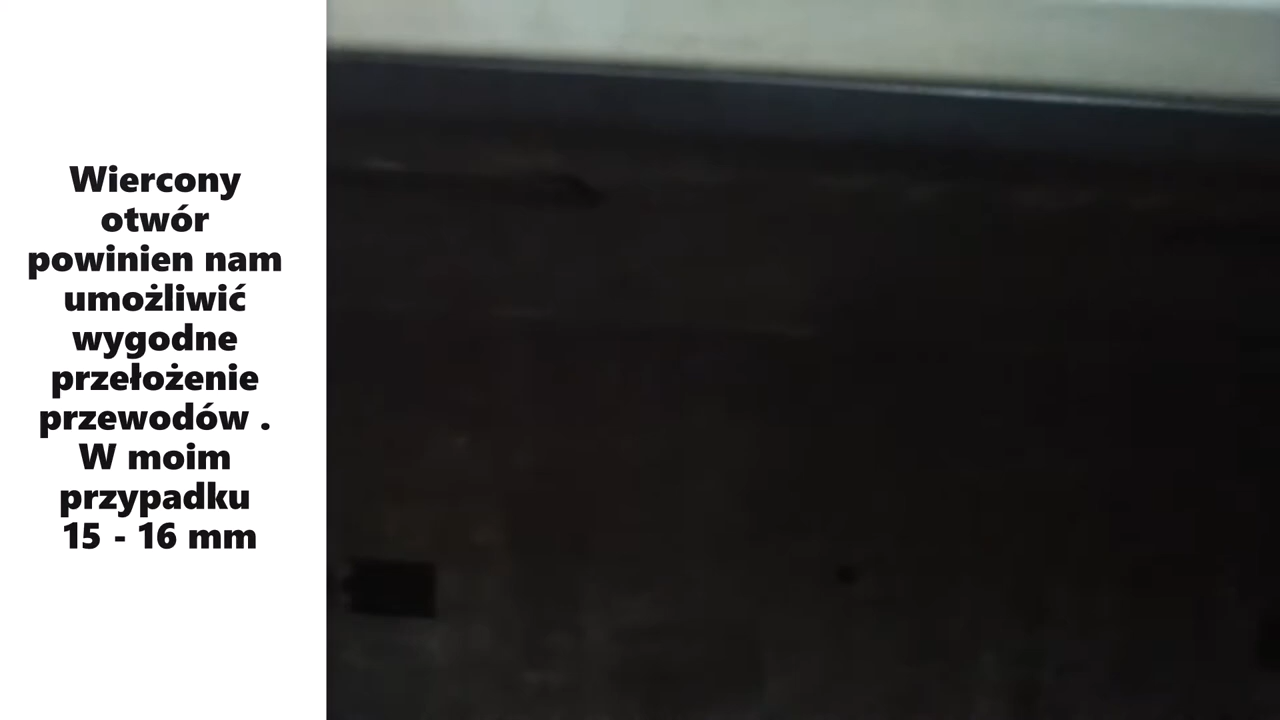 Wiercony
otwór
powinien nam
umożliwić
wygodne
przełożenie
przewodów .
W moim
przypadku
15 - 16 mm